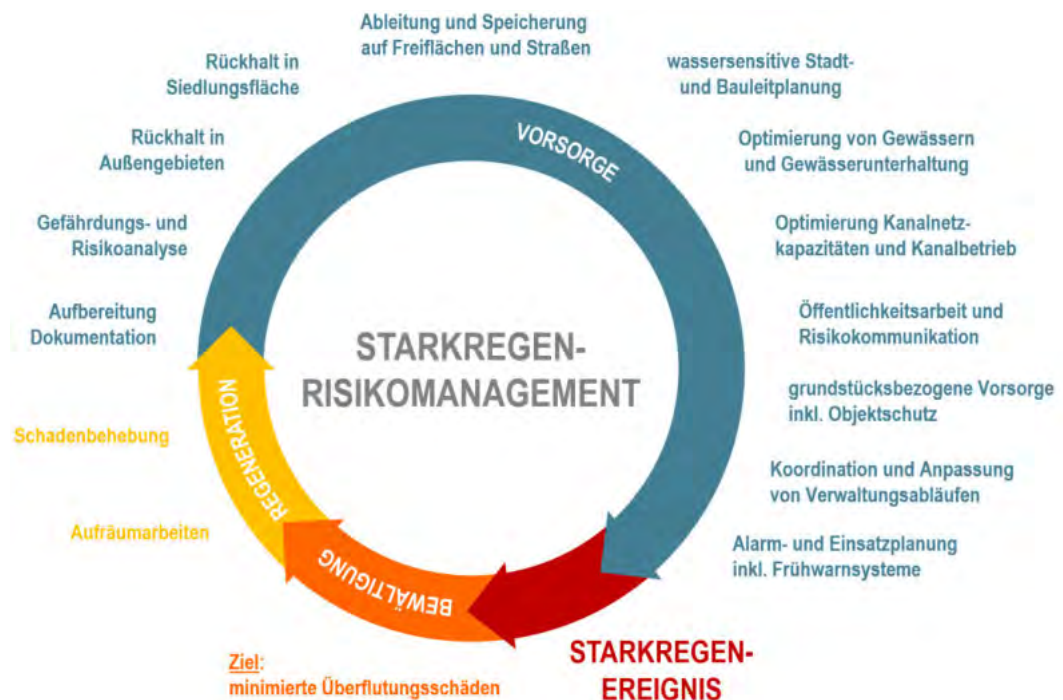 Ableitung und Speicherung
auf Freiflächen und Straßen
Rückhalt in
Siedlungsfläche
wassersensitive Stadt-
und Bauleitplanung
Rückhalt in
Außengebieten
VORSORGE
Optimierung von Gewässern
und Gewässerunterhaltung
Gefährdungs- und
Risikoanalyse
Optimierung Kanalnetz-
kapazitäten und Kanalbetrieb
Aufbereitung
Dokumentation
STARKREGEN-
RISIKOMANAGEMENT
Öffentlichkeitsarbeit und
Risikokommunikation
grundstücksbezogene Vorsorge
inkl. Objektschutz
Schadenbehebung
REGENERATION
Koordination und Anpassung
von Verwaltungsabläufen
Aufräumarbeiten
BEWÄLTIGUNG
Alarm- und Einsatzplanung
inkl. Frühwarnsysteme
Ziel:
minimierte Überflutungsschäden
STARKREGEN-
EREIGNIS